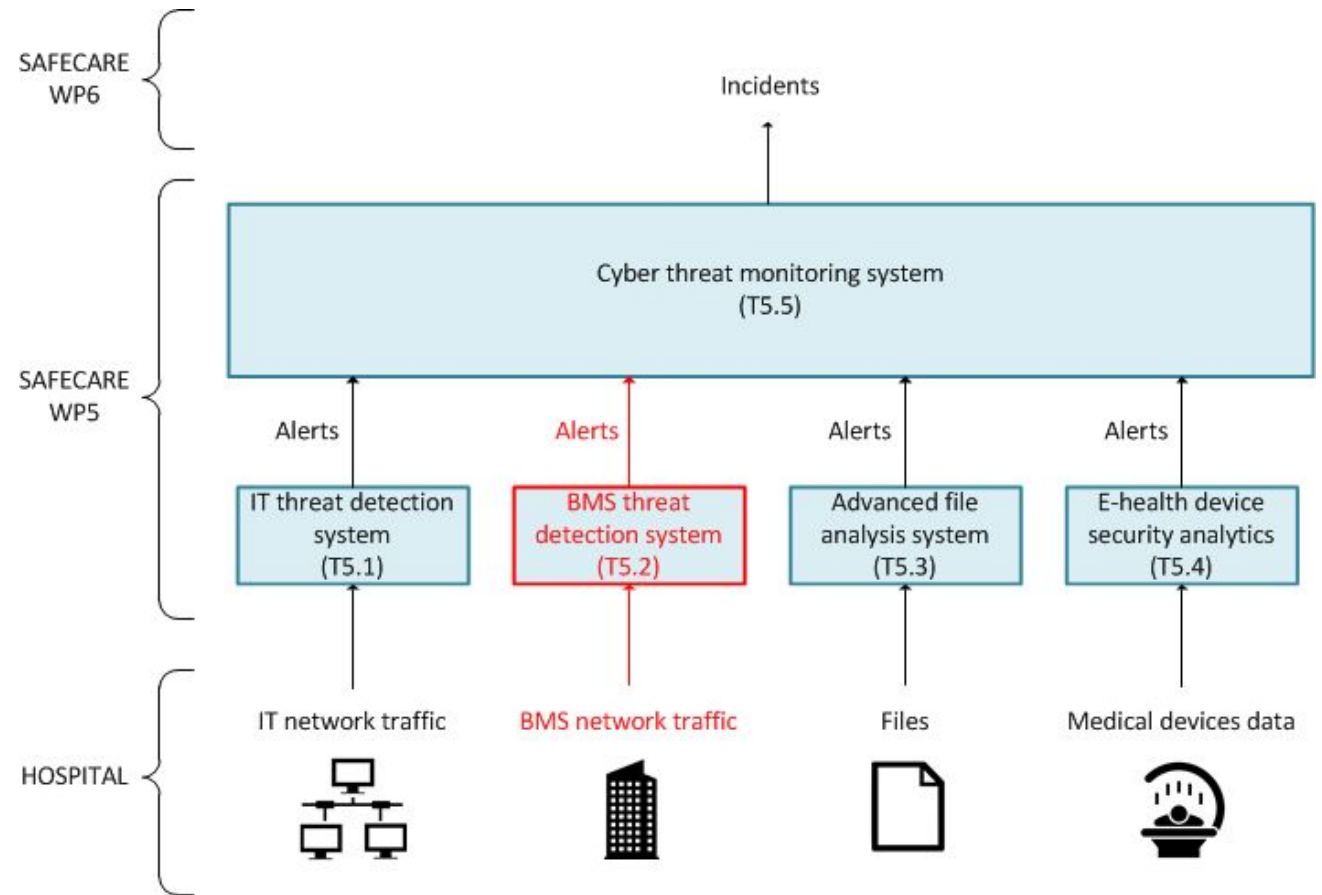 SAFECARE
WP6
Incidents
Cyber threat monitoring system
(T5.5)
SAFECARE
WP5
Alerts
Alerts
Alerts
Alerts
IT threat detection
system
(T5.1)
BMS threat
detection system
(T5.2)
Advanced file
analysis system
(T5.3)
E-health device
security analytics
(T5.4)
IT network traffic
BMS network traffic
Files
Medical devices data
HOSPITAL